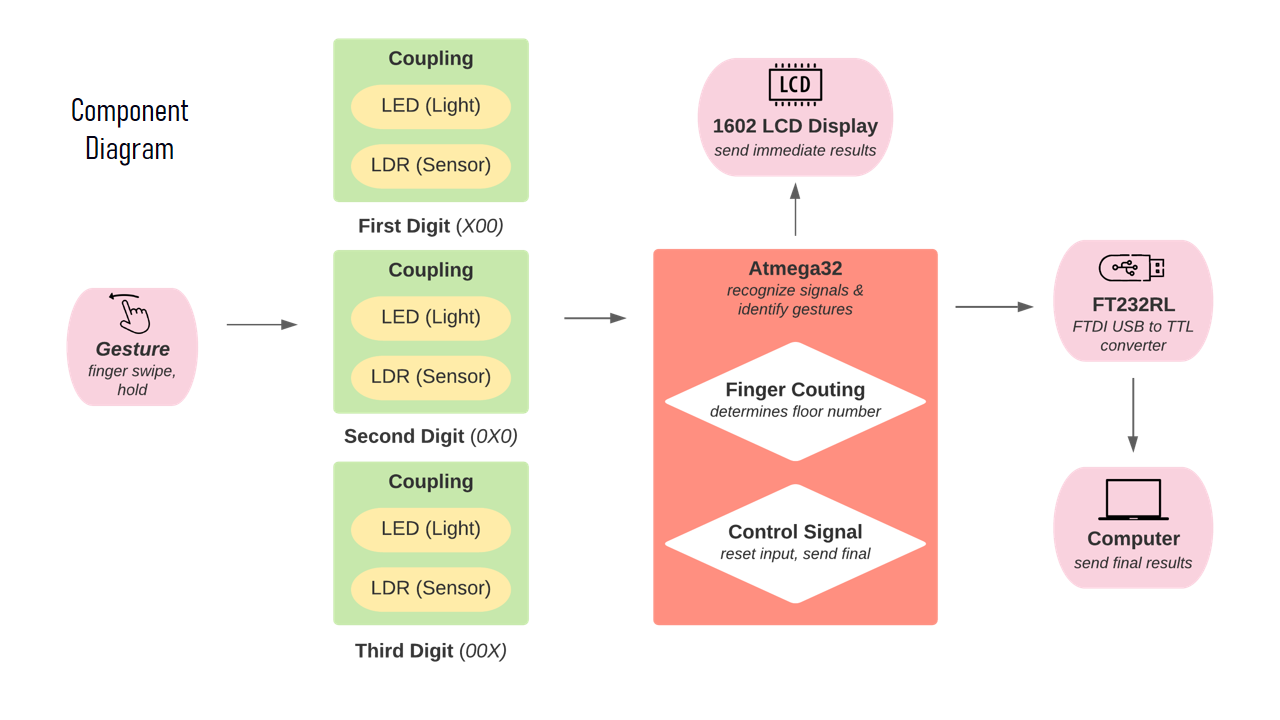 Component
Diagram
Gesture
finger swipe,
hold
Coupling
LED (Light)
LDR (Sensor)
First Digit (X00)
Coupling
LED (Light)
LDR (Sensor)
Second Digit (0X0)
Coupling
LED (Light)
LDR (Sensor)
Third Digit (00X)
LCD
1602 LCD Display
send immediate results
Atmega32
recognize signals &
identify gestures
Finger Couting
determines floor number
Control Signal
reset input, send final
FT232RL
FTDI USB to TTL
converter
Computer
send final results